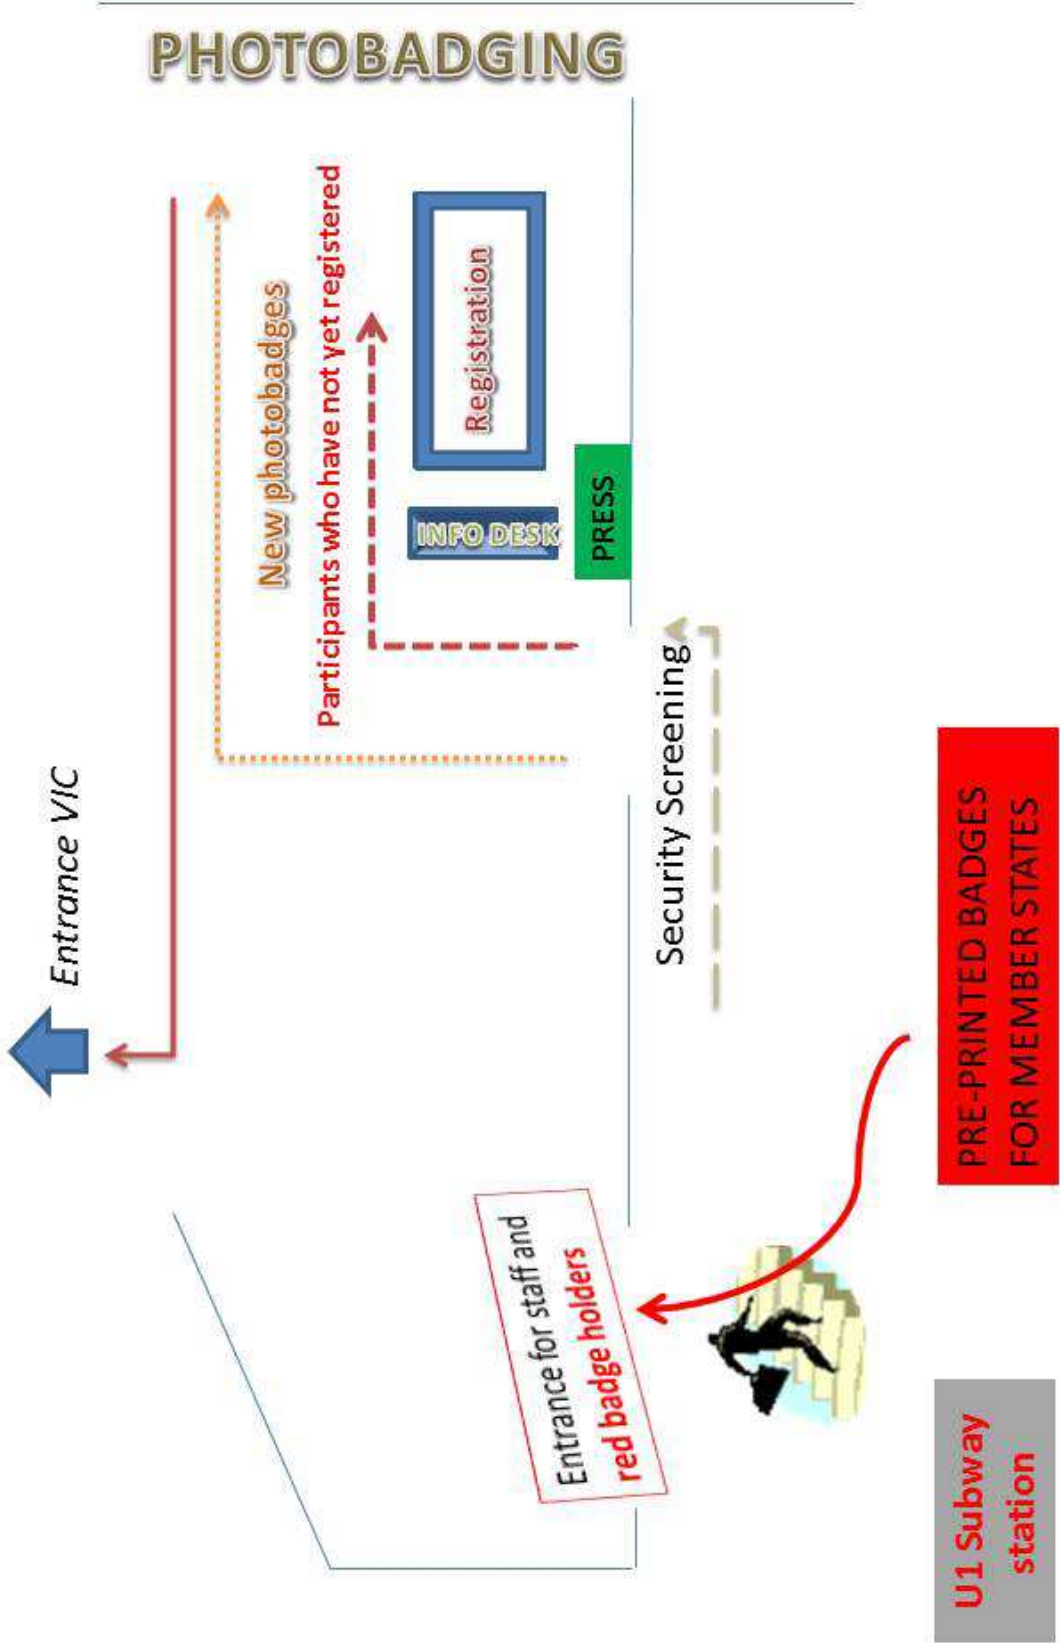 PHOTOBADGING
Entrance VIC
New photobadges
Participants who have not yet registered
Registration
INFO DESK
PRESS
Security Screening
Entrance for staff and
red badge holders
PRE-PRINTED BADGES
FOR MEMBER STATES
U1 Subway
station